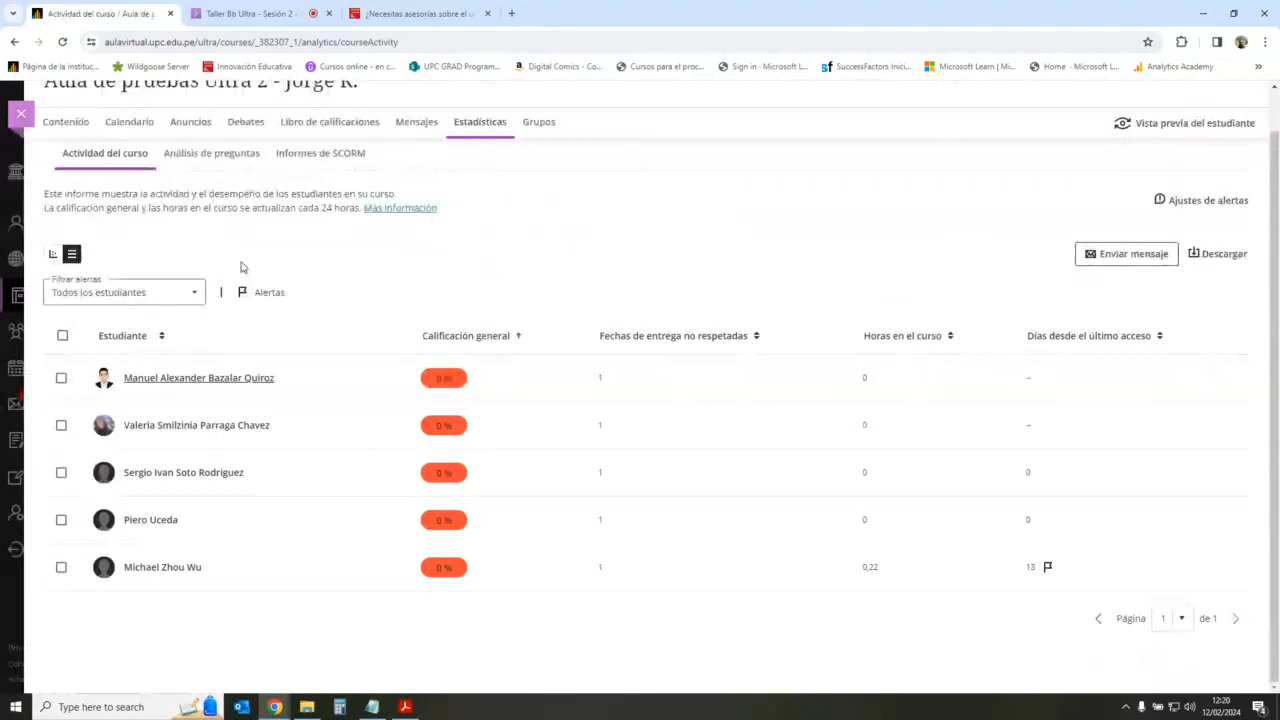 Actividad del curso / Aula de p
Taller Bb Ultra - Sesión 2 -
¿Necesitas asesorías sobre el u
aulavirtual.upc.edu.pe/ultra/courses/_382307_1/analytics/courseActivity
Página de la instituc...
Wildgoose Server
Innovación Educativa
Cursos online - en c...
UPC GRAD Program...
Digital Comics - Co...
Cursos para el proc...
Sign in - Microsoft L...
SuccessFactors Inici...
Microsoft Learn | Mi...
Home - Microsoft L...
Analytics Academy
»
Aula de pruebas Ultra 2 - Jorge R.
Contenido Calendario Anuncios Debates Libro de calificaciones Mensajes Estadísticas Grupos
Vista previa del estudiante
Actividad del curso Análisis de preguntas Informes de SCORM
Este informe muestra la actividad y el desempeño de los estudiantes en su curso.
La calificación general y las horas en el curso se actualizan cada 24 horas. Más información
Ajustes de alertas
Enviar mensaje Descargar
Filtrar alertas
Todos los estudiantes | Alertas
Estudiante Calificación general Fechas de entrega no respetadas Horas en el curso Días desde el último acceso
Manuel Alexander Bazalar Quiroz 0 % 1 0 --
Valeria Smilzinia Parraga Chavez 0 % 1 0 --
Sergio Ivan Soto Rodriguez 0 % 1 0 0
Piero Uceda 0 % 1 0 0
Michael Zhou Wu 0 % 1 0,22 13
Página 1 de 1
Type here to search
12:20
12/02/2024